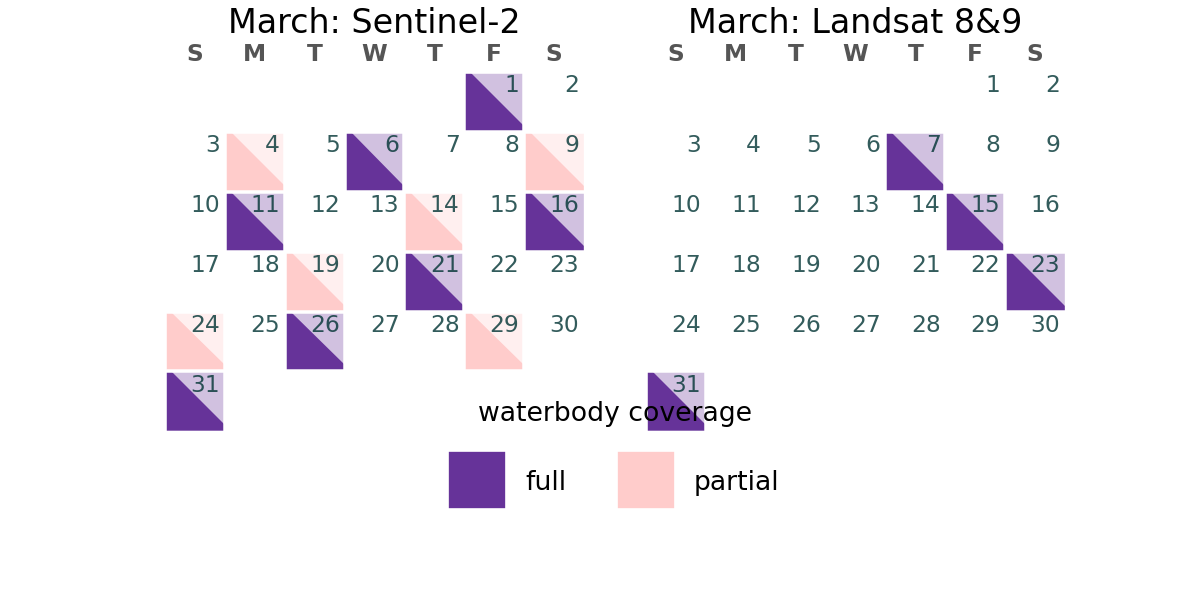 March: Sentinel-2
S M T W T F S
1 2
3 4 5 6 7 8 9
10 11 12 13 14 15 16
17 18 19 20 21 22 23
24 25 26 27 28 29 30
31
March: Landsat 8&9
S M T W T F S
1 2
3 4 5 6 7 8 9
10 11 12 13 14 15 16
17 18 19 20 21 22 23
24 25 26 27 28 29 30
31
waterbody coverage
full partial